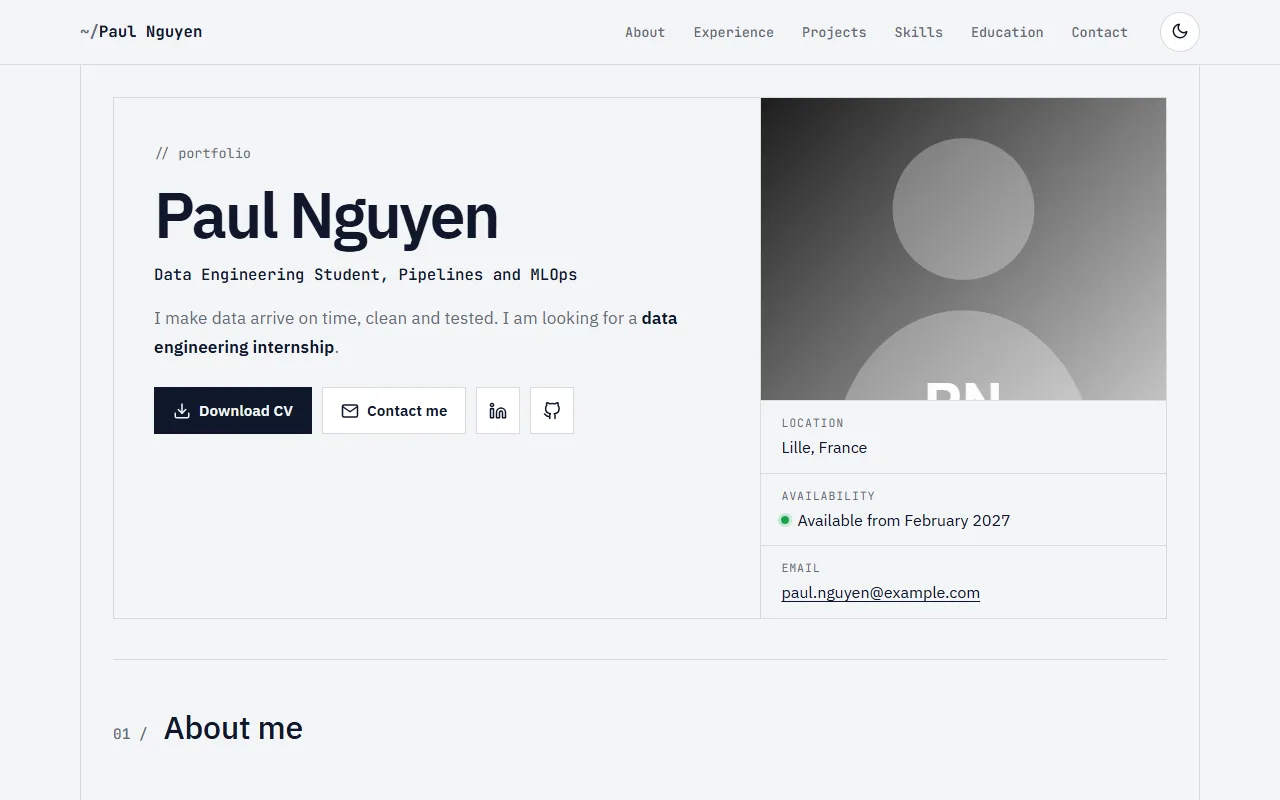 ~/Paul Nguyen
About
Experience
Projects
Skills
Education
Contact
// portfolio
Paul Nguyen
Data Engineering Student, Pipelines and MLOps
I make data arrive on time, clean and tested. I am looking for a data
engineering internship.
Download CV
Contact me
in
PN
LOCATION
Lille, France
AVAILABILITY
Available from February 2027
EMAIL
paul.nguyen@example.com
01 / About me